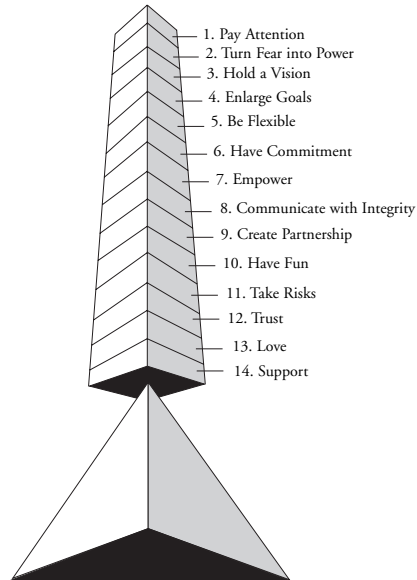 1. Pay Attention
2. Turn Fear into Power
3. Hold a Vision
4. Enlarge Goals
5. Be Flexible
6. Have Commitment
7. Empower
8. Communicate with Integrity
9. Create Partnership
10. Have Fun
11. Take Risks
12. Trust
13. Love
14. Support